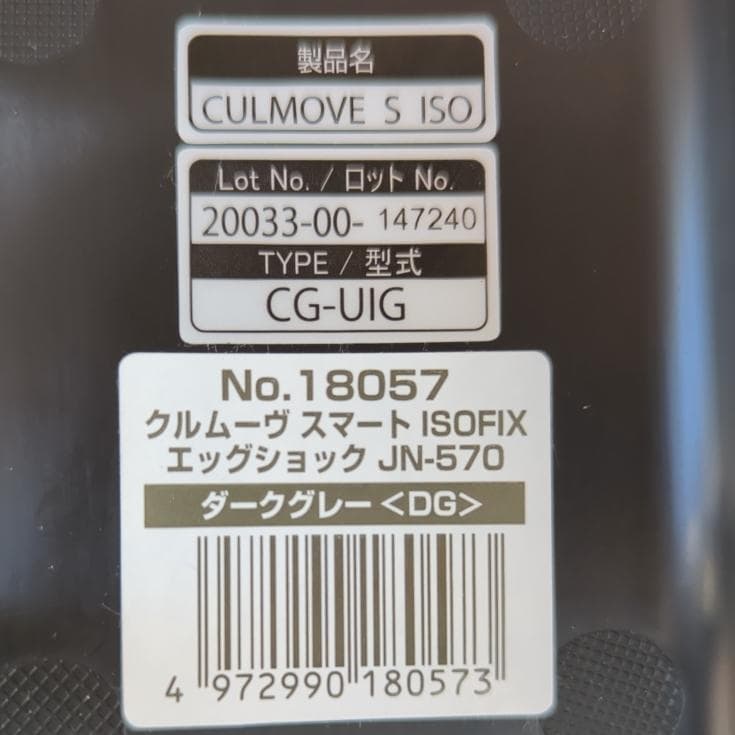 製品名
CULMOVE S ISO
Lot No. / ロット No.
20033-00- 147240
TYPE / 型式
CG-UIG
No.18057
クルムーヴ スマート ISOFIX
エッグショック JN-570
ダークグレー<DG>
4 972990 180573